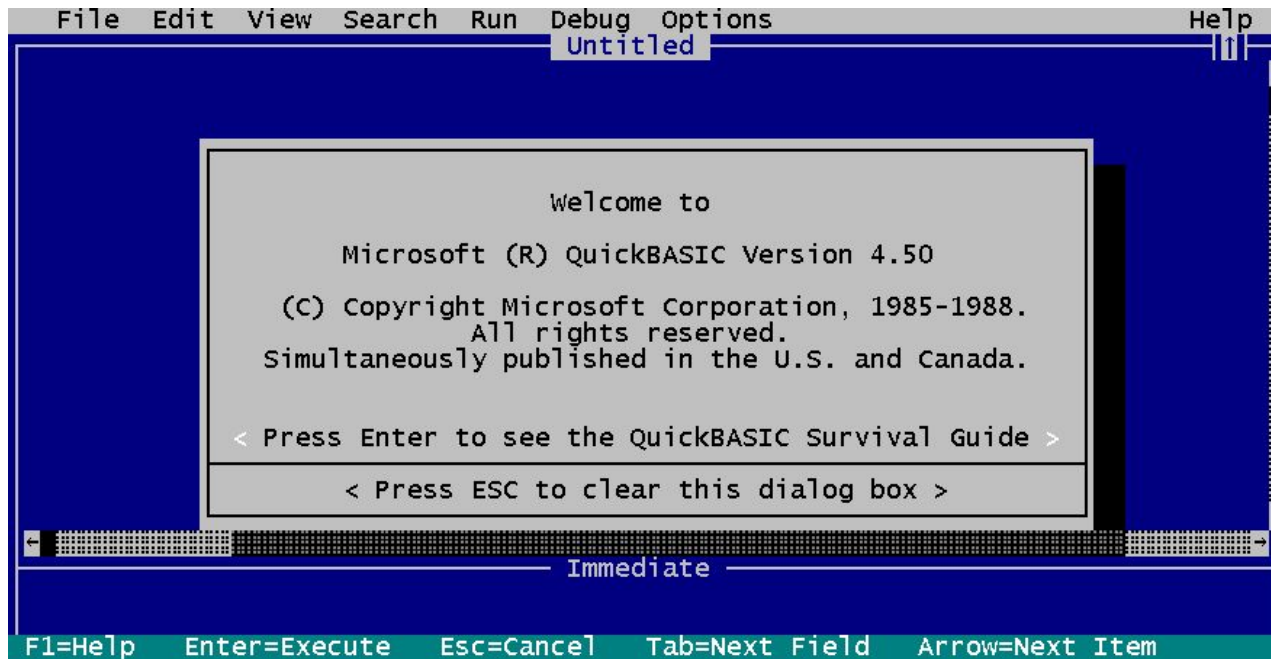 File Edit View Search Run Debug Options Help
Untitled
↑
Welcome to
Microsoft (R) QuickBASIC Version 4.50
(C) Copyright Microsoft Corporation, 1985-1988.
All rights reserved.
Simultaneously published in the U.S. and Canada.
< Press Enter to see the QuickBASIC Survival Guide >
< Press ESC to clear this dialog box >
← →
Immediate
F1=Help Enter=Execute Esc=Cancel Tab=Next Field Arrow=Next Item